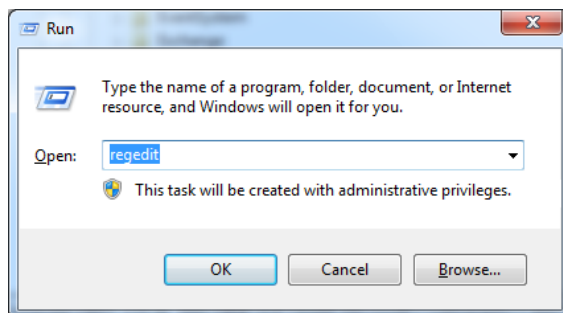 Run
Type the name of a program, folder, document, or Internet
resource, and Windows will open it for you.
Open:
regedit
This task will be created with administrative privileges.
OK
Cancel
Browse...